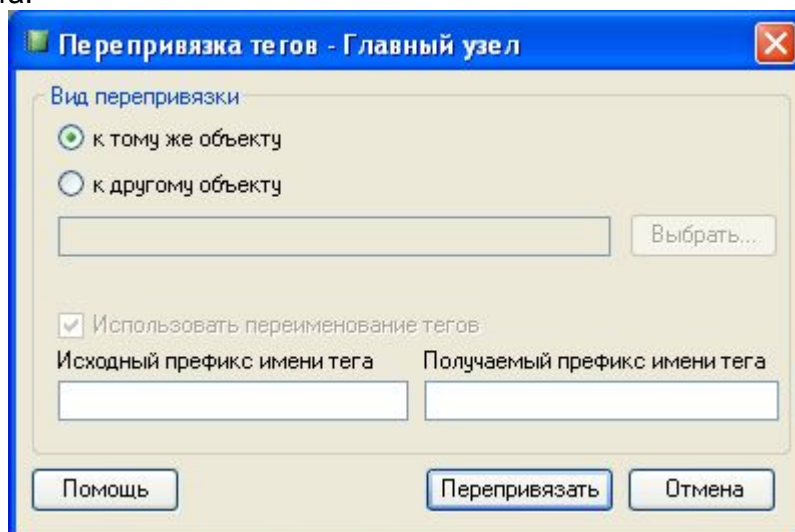 на.
Перепривязка тегов - Главный узел
Вид перепривязки
к тому же объекту
к другому объекту
Выбрать...
Использовать переименование тегов
Исходный префикс имени тега Получаемый префикс имени тега
Помощь Перепривязать Отмена